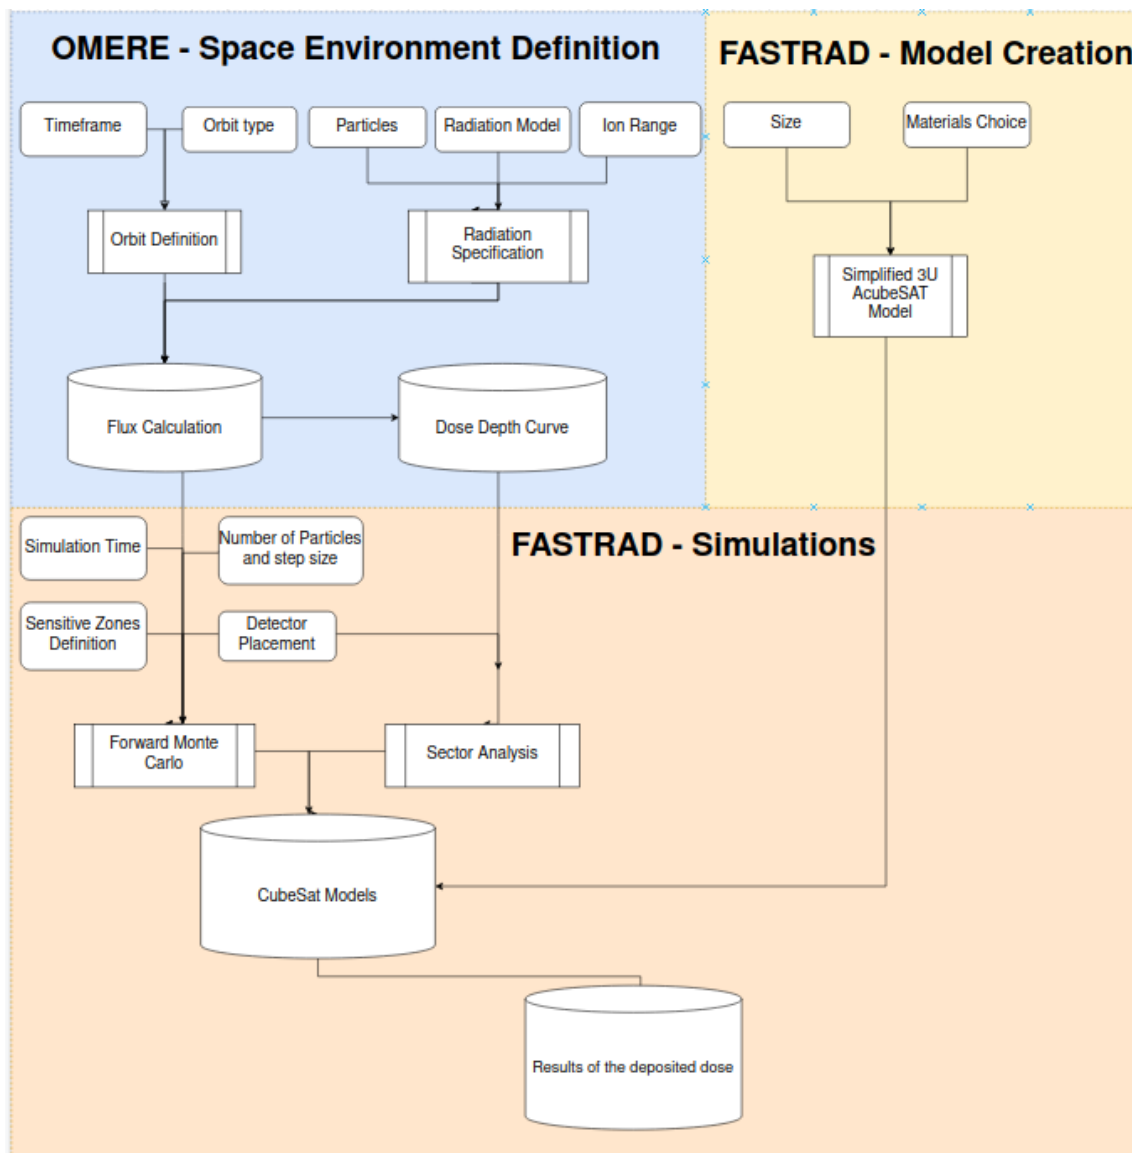 OMERE - Space Environment Definition
FASTRAD - Model Creation
Timeframe
Orbit type
Particles
Radiation Model
Ion Range
Size
Materials Choice
Orbit Definition
Radiation
Specification
Simplified 3U
AcubeSAT
Model
Flux Calculation
Dose Depth Curve
FASTRAD - Simulations
Simulation Time
Number of Particles
and step size
Sensitive Zones
Definition
Detector
Placement
Forward Monte
Carlo
Sector Analysis
CubeSat Models
Results of the deposited dose